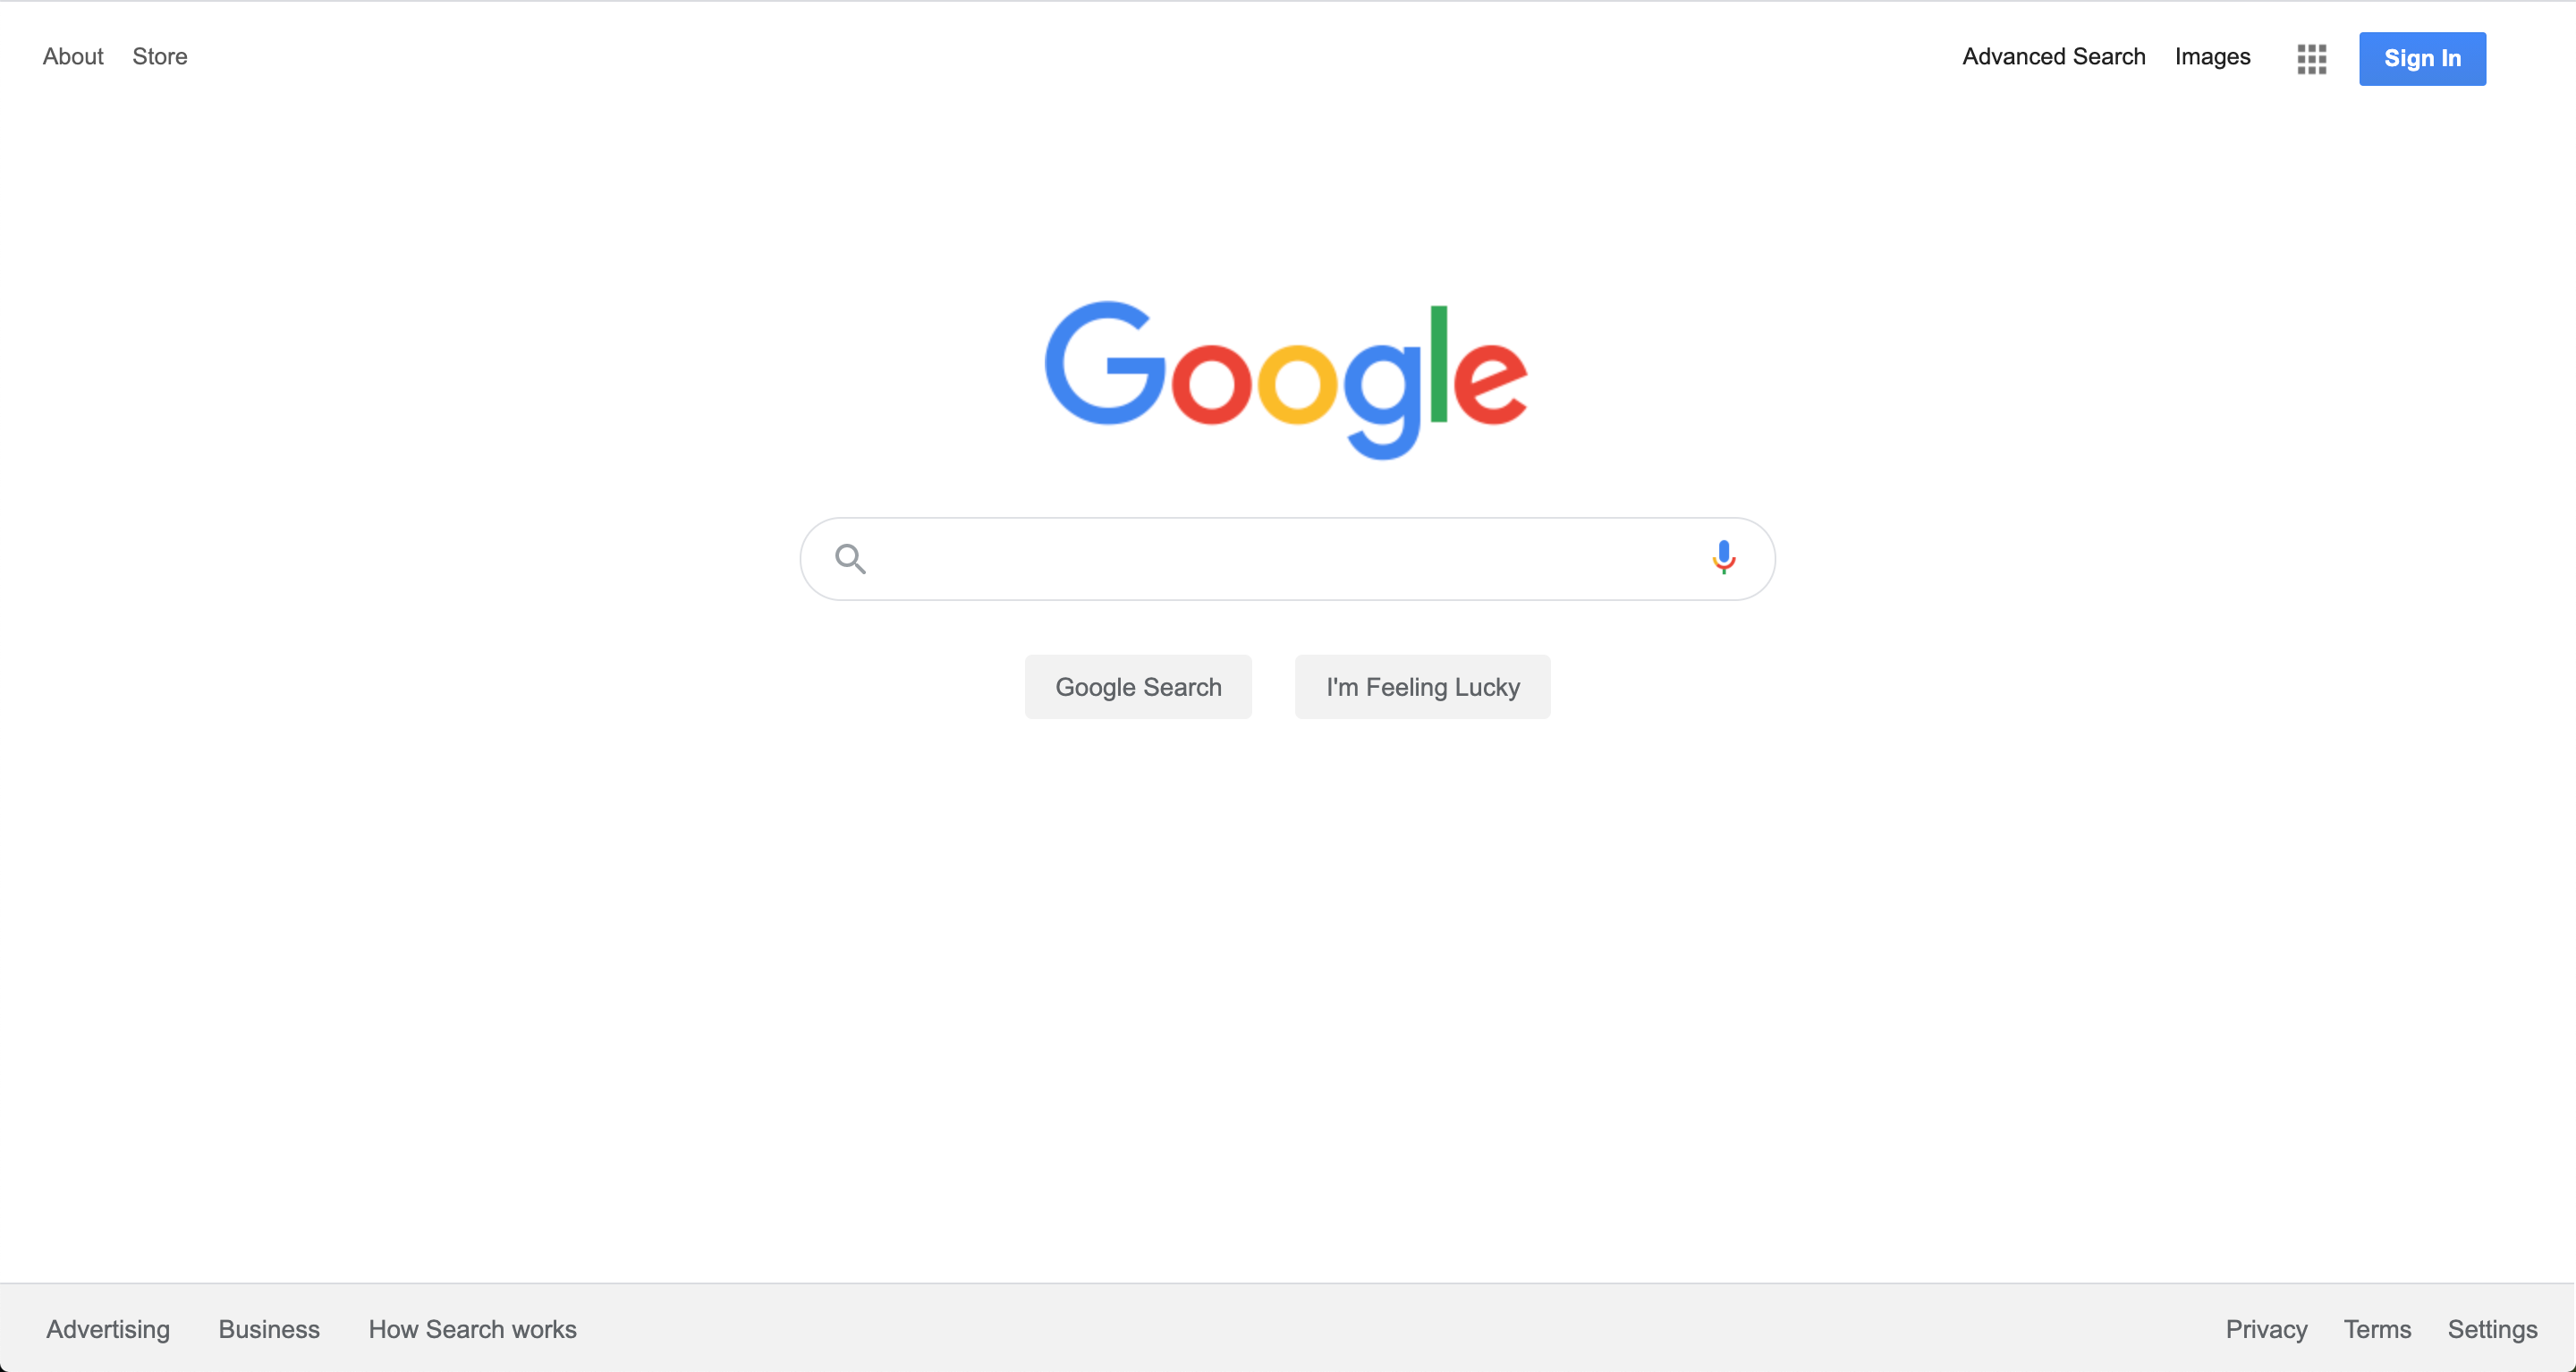 About Store Advanced Search Images Sign In
Google
Google Search I'm Feeling Lucky
Advertising Business How Search works Privacy Terms Settings